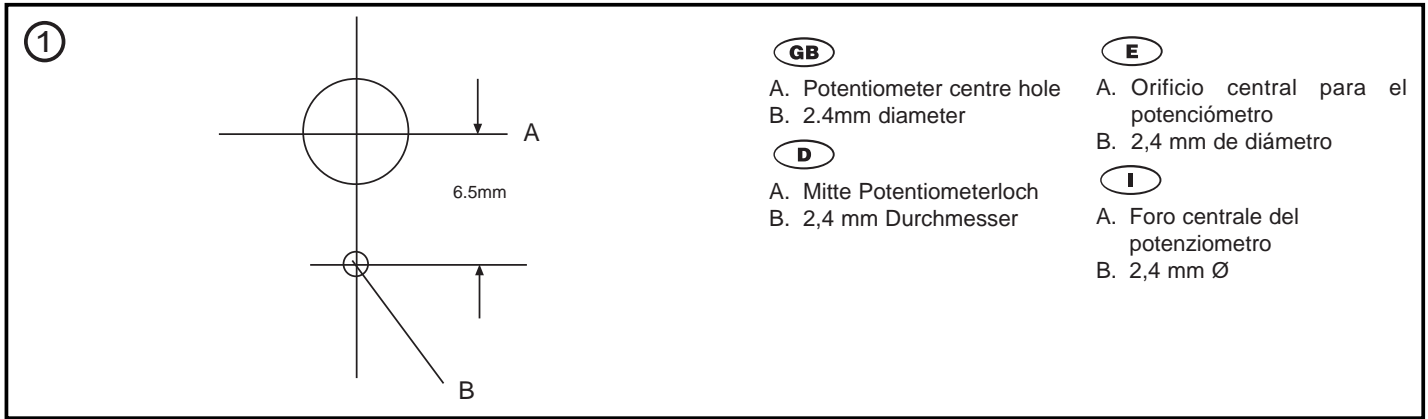 1
A
6.5mm
B
GB
A. Potentiometer centre hole
B. 2.4mm diameter
D
A. Mitte Potentiometerloch
B. 2,4 mm Durchmesser
E
A. Orificio central para el
potenciómetro
B. 2,4 mm de diámetro
I
A. Foro centrale del
potenziometro
B. 2,4 mm Ø